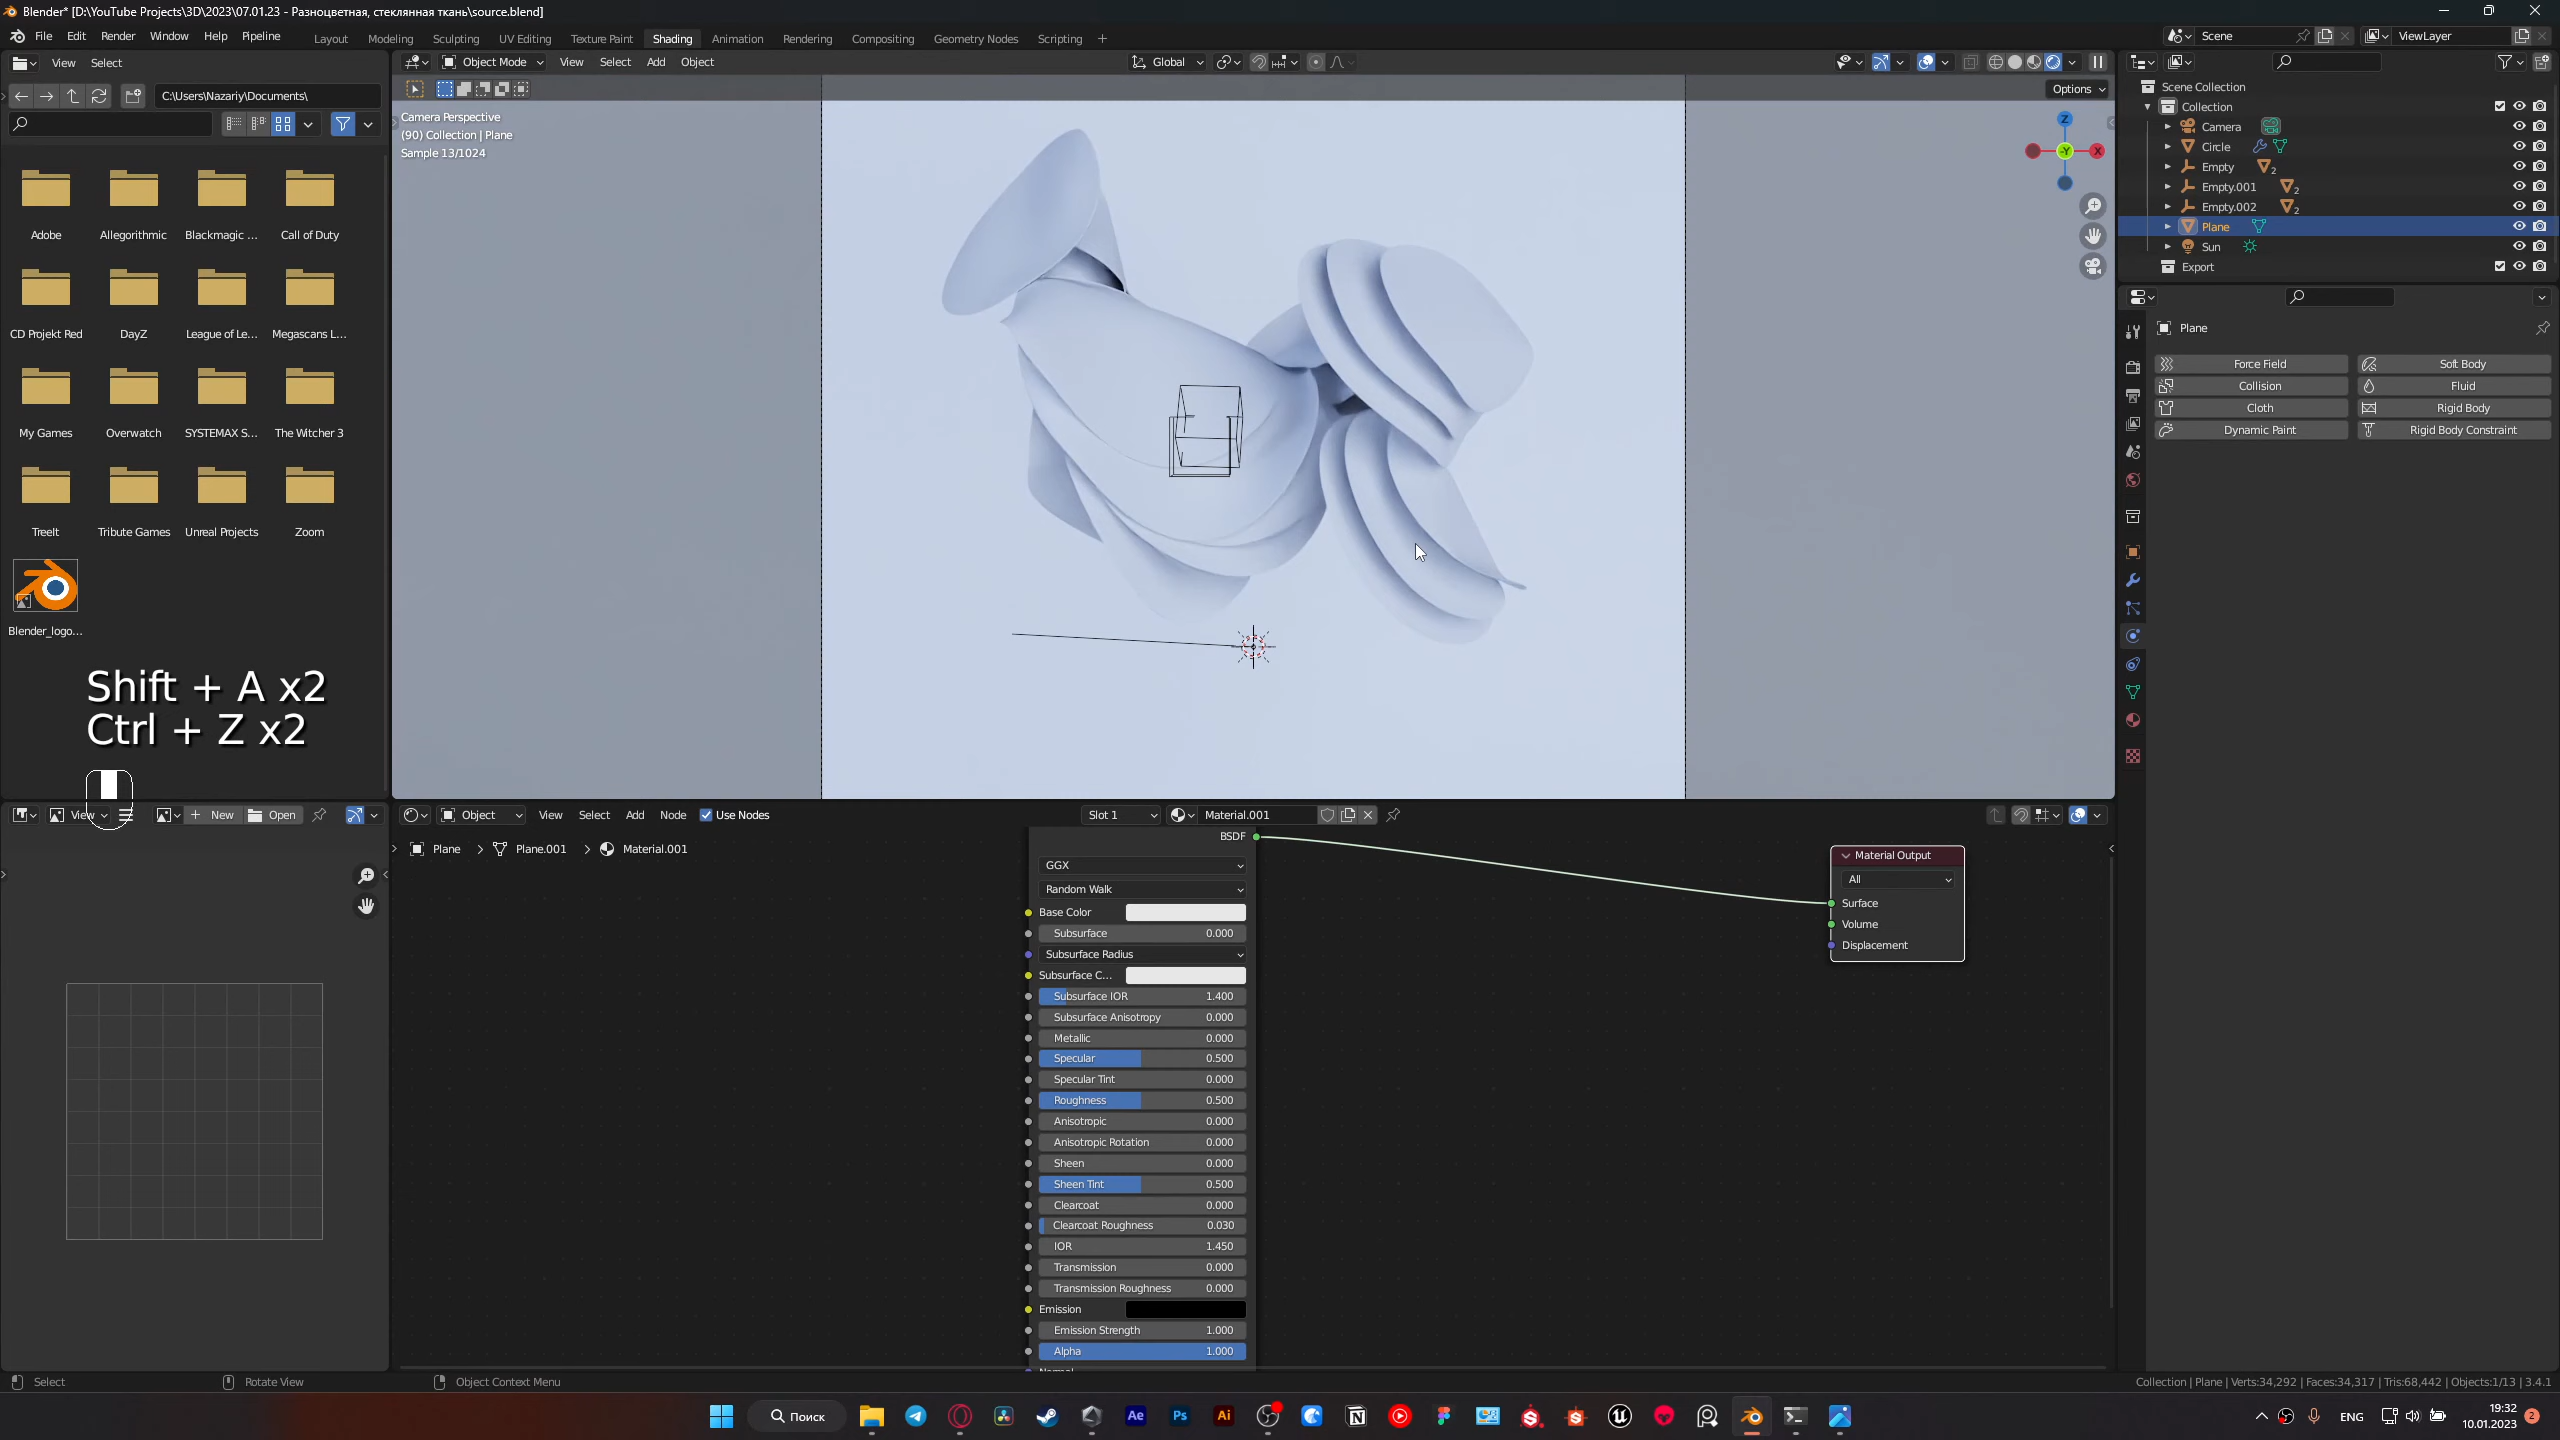 Blender* [D:\YouTube Projects\3D\2023\07.01.23 - Разноцветная, стеклянная ткань\source.blend]
File Edit Render Window Help Pipeline
Layout Modeling Sculpting UV Editing Texture Paint Shading Animation Rendering Compositing Geometry Nodes Scripting +
Scene
ViewLayer
View Select
Object Mode View Select Add Object
Global
C:\Users\Nazariy\Documents\
Options
Camera Perspective
(90) Collection | Plane
Sample 13/1024
Z
-Y
X
Adobe
Allegorithmic
Blackmagic ...
Call of Duty
CD Projekt Red
DayZ
League of Le...
Megascans L...
My Games
Overwatch
SYSTEMAX S...
The Witcher 3
TreeIt
Tribute Games
Unreal Projects
Zoom
Blender_logo...
Shift + A x2
Ctrl + Z x2
Scene Collection
Collection
Camera
Circle
Empty 2
Empty.001 2
Empty.002 2
Plane
Sun
Export
Plane
Force Field
Soft Body
Collision
Fluid
Cloth
Rigid Body
Dynamic Paint
Rigid Body Constraint
View
New
Open
Object View Select Add Node Use Nodes
Slot 1
Material.001
Plane > Plane.001 > Material.001
BSDF
GGX
Random Walk
Base Color
Subsurface 0.000
Subsurface Radius
Subsurface C...
Subsurface IOR 1.400
Subsurface Anisotropy 0.000
Metallic 0.000
Specular 0.500
Specular Tint 0.000
Roughness 0.500
Anisotropic 0.000
Anisotropic Rotation 0.000
Sheen 0.000
Sheen Tint 0.500
Clearcoat 0.000
Clearcoat Roughness 0.030
IOR 1.450
Transmission 0.000
Transmission Roughness 0.000
Emission
Emission Strength 1.000
Alpha 1.000
Material Output
All
Surface
Volume
Displacement
Select
Rotate View
Object Context Menu
Collection | Plane | Verts:34,292 | Faces:34,317 | Tris:68,442 | Objects:1/13 | 3.4.1
Поиск
Ae
Ps
Ai
ENG
19:32
10.01.2023
2